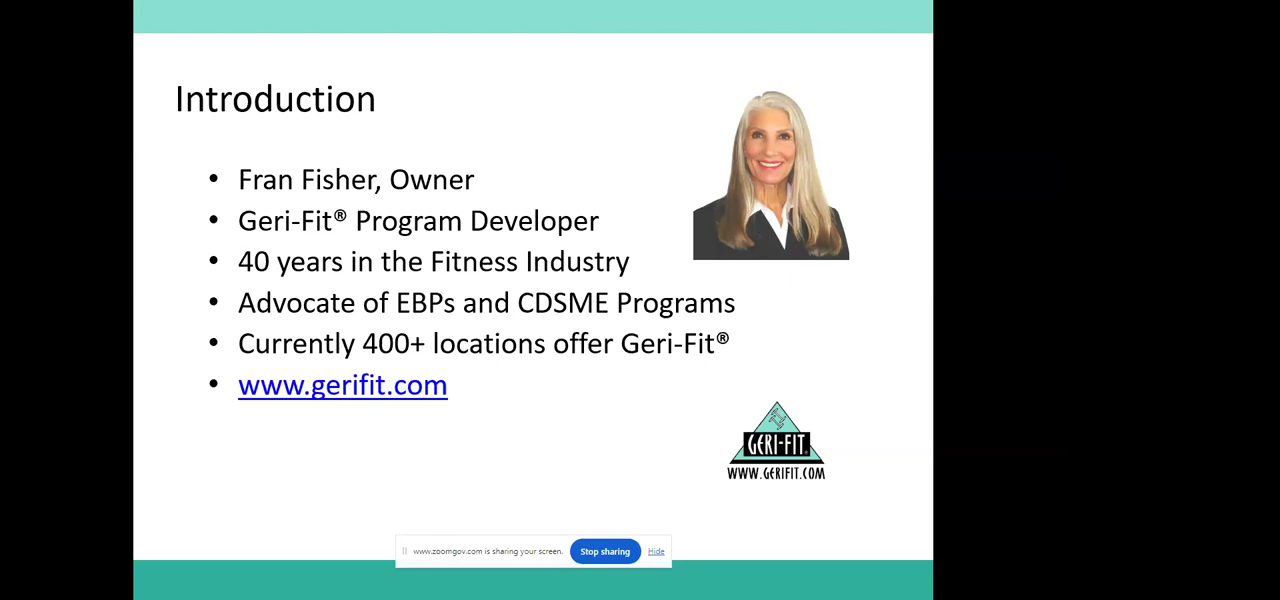 Introduction
• Fran Fisher, Owner
• Geri-Fit® Program Developer
• 40 years in the Fitness Industry
• Advocate of EBPs and CDSME Programs
• Currently 400+ locations offer Geri-Fit®
• www.gerifit.com
GERI-FIT®
WWW.GERIFIT.COM
www.zoomgov.com is sharing your screen. Stop sharing Hide